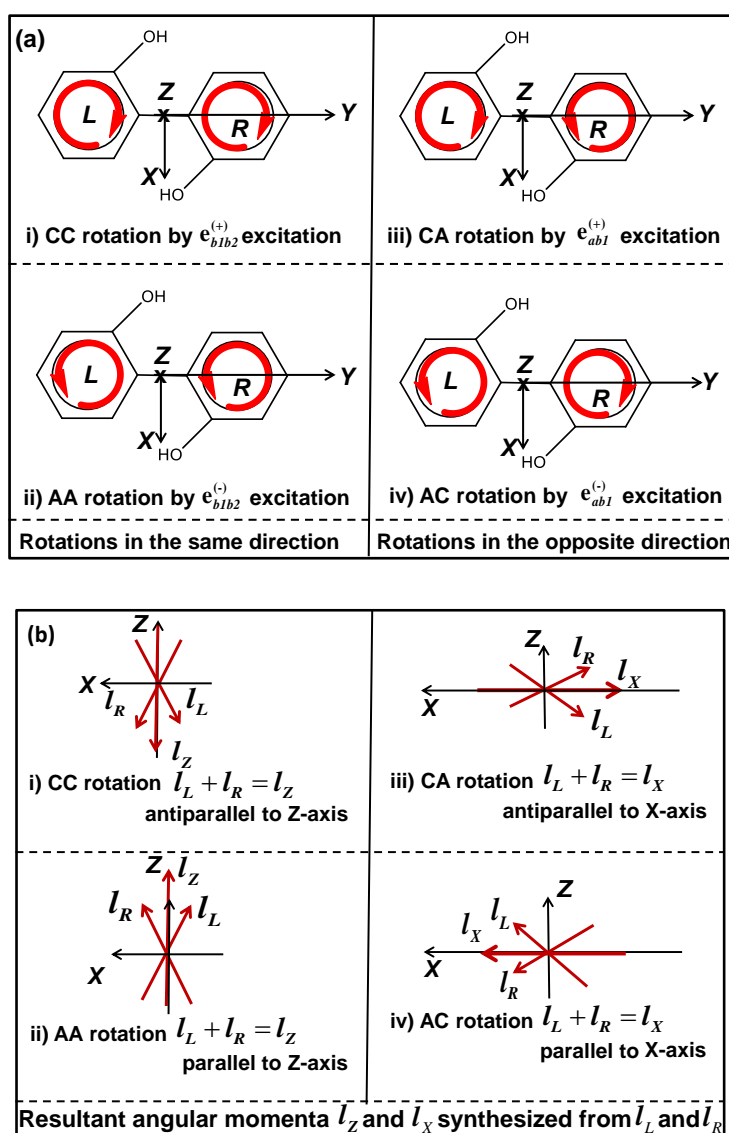 (a)
OH
L
Z
R
Y
X
HO
i) CC rotation by e_{b1b2}^{(+)} excitation
OH
L
Z
R
Y
X
HO
iii) CA rotation by e_{ab1}^{(+)} excitation
OH
L
Z
R
Y
X
HO
ii) AA rotation by e_{b1b2}^{(-)} excitation
OH
L
Z
R
Y
X
HO
iv) AC rotation by e_{ab1}^{(-)} excitation
Rotations in the same direction
Rotations in the opposite direction
(b)
Z
X
l_R
l_L
l_Z
i) CC rotation l_L + l_R = l_Z
antiparallel to Z-axis
Z
l_R
l_X
X
l_L
iii) CA rotation l_L + l_R = l_X
antiparallel to X-axis
Z
l_Z
l_R
l_L
X
ii) AA rotation l_L + l_R = l_Z
parallel to Z-axis
Z
l_L
l_X
X
l_R
iv) AC rotation l_L + l_R = l_X
parallel to X-axis
Resultant angular momenta l_Z and l_X synthesized from l_L and l_R